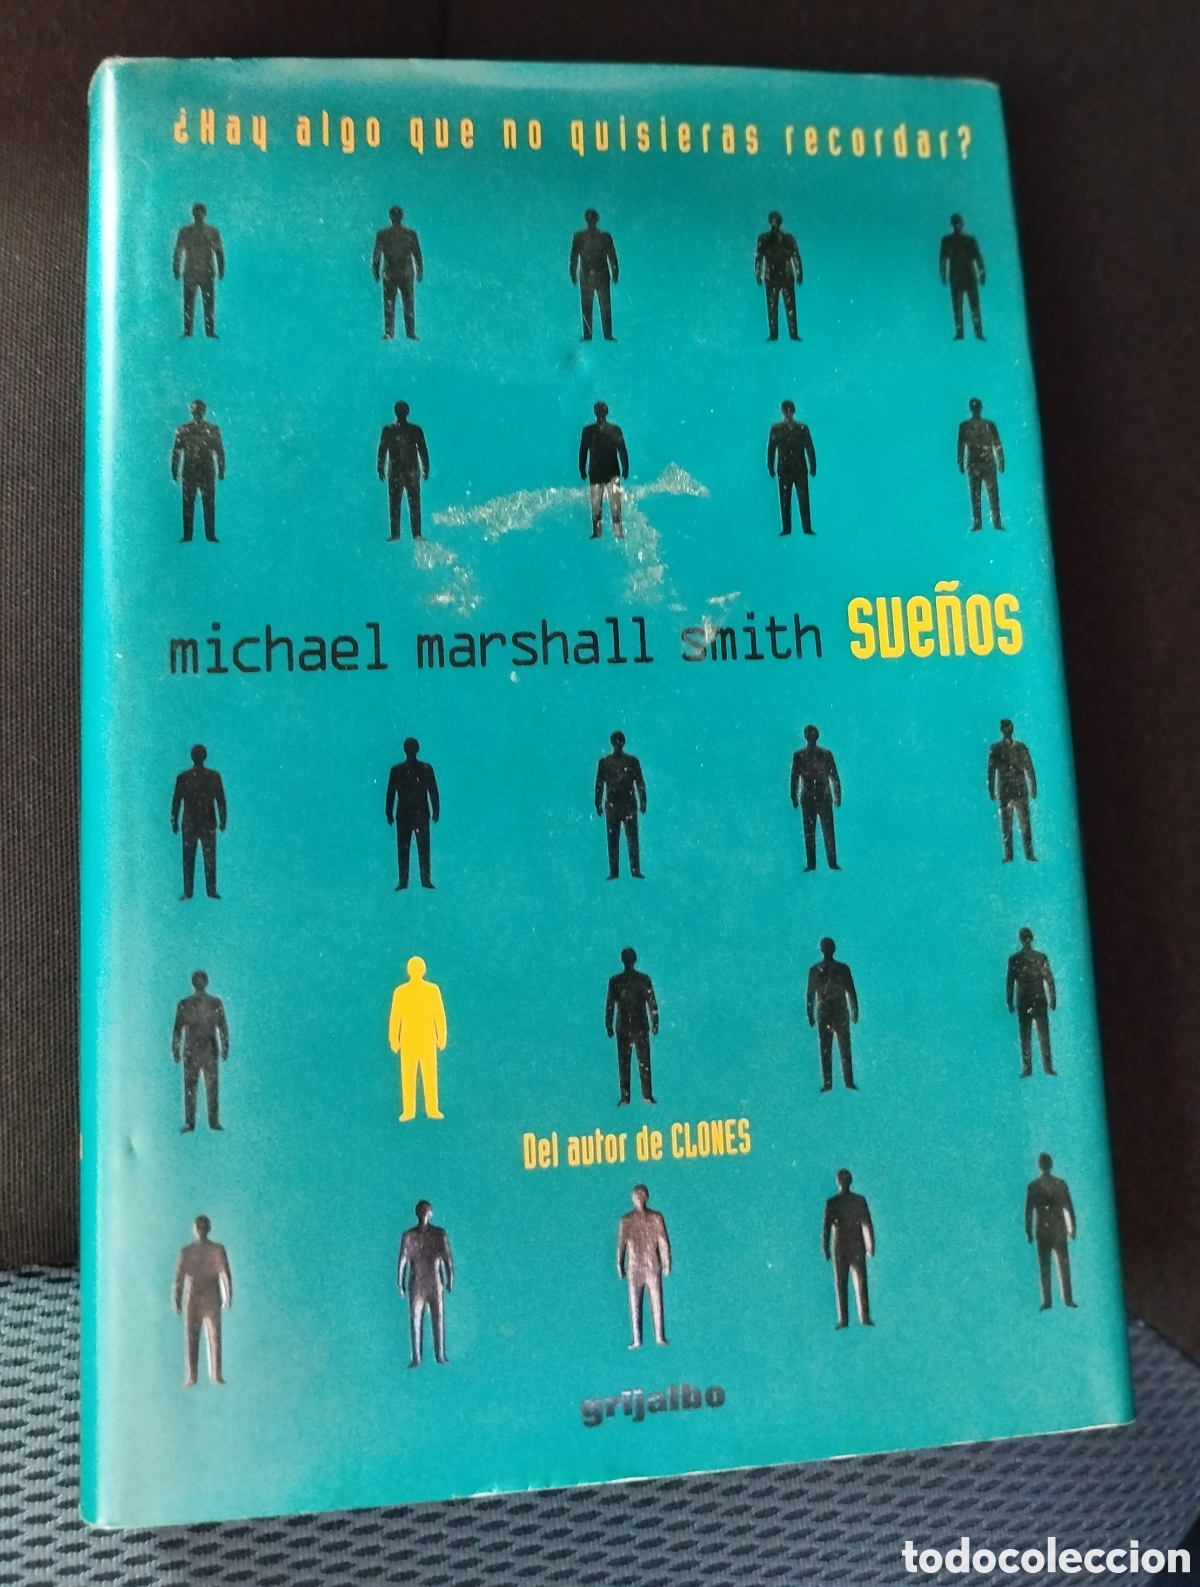 ¿Hay algo que no quisieras recordar?
michael marshall smith sueños
Del autor de CLONES
grijalbo
todocoleccion